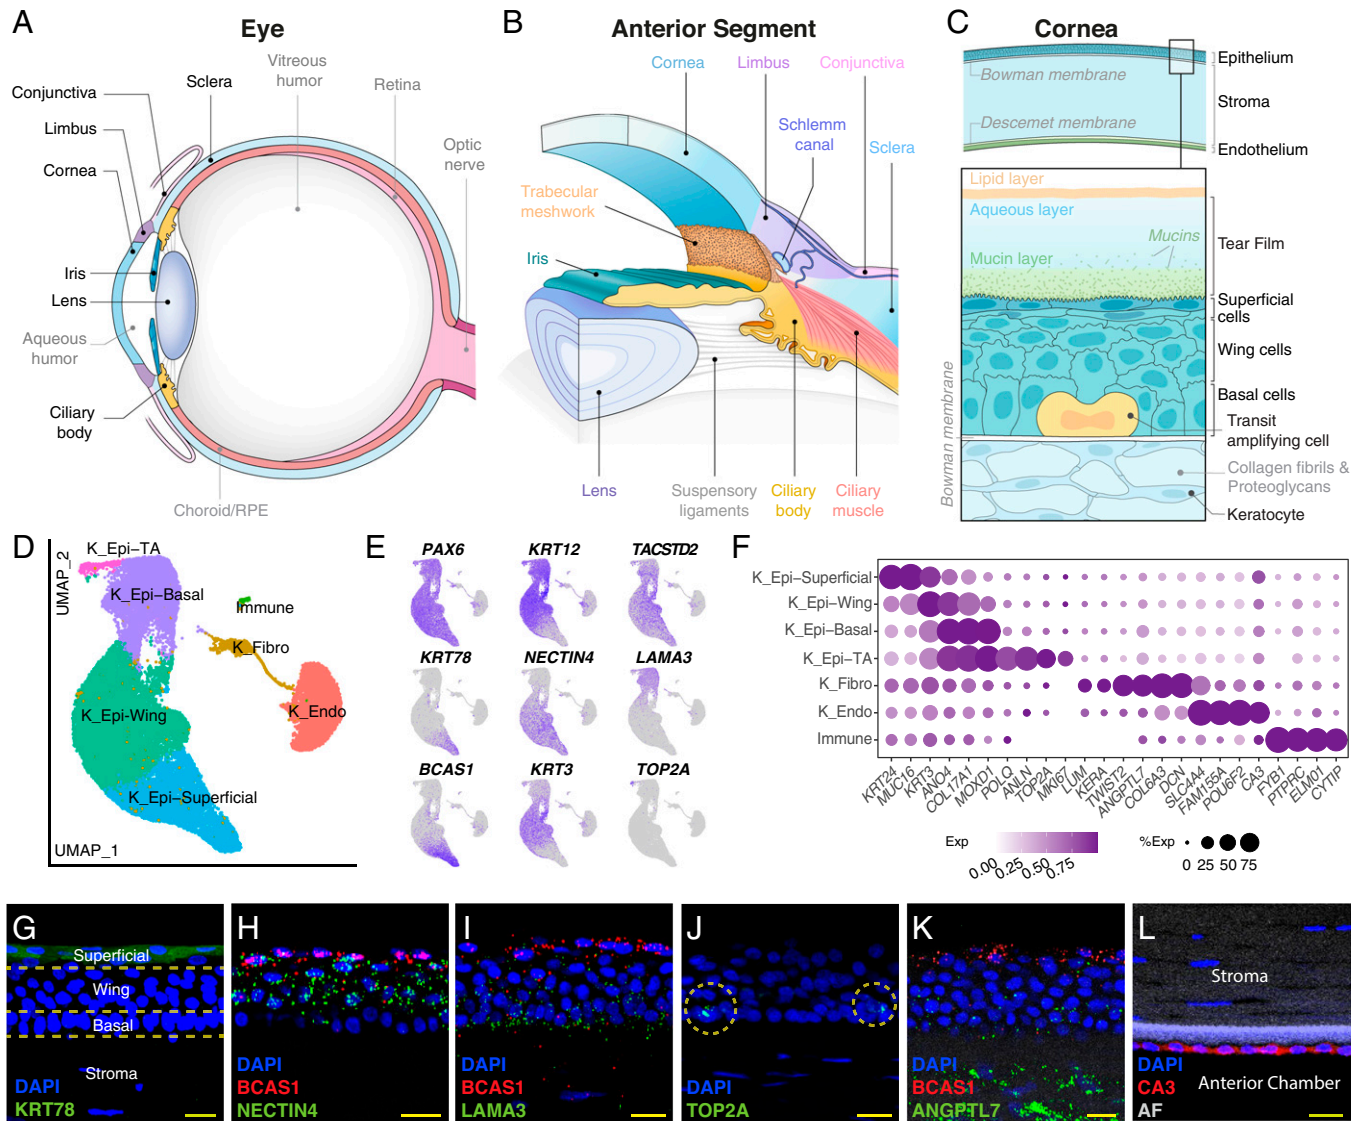 A
Eye
Vitreous
humor
Sclera
Retina
Conjunctiva
Limbus
Cornea
Optic
nerve
Iris
Lens
Aqueous
humor
Ciliary
body
Choroid/RPE
B
Anterior Segment
Cornea
Limbus
Conjunctiva
Schlemm
canal
Sclera
Trabecular
meshwork
Iris
Lens
Suspensory
ligaments
Ciliary
body
Ciliary
muscle
C
Cornea
Epithelium
Bowman membrane
Stroma
Descemet membrane
Endothelium
Lipid layer
Aqueous layer
Mucins
Mucin layer
Tear Film
Superficial
cells
Wing cells
Basal cells
Transit
amplifying cell
Bowman membrane
Collagen fibrils &
Proteoglycans
Keratocyte
D
UMAP_2
K_Epi-TA
K_Epi-Basal
Immune
K_Fibro
K_Epi-Wing
K_Endo
K_Epi-Superficial
UMAP_1
E
PAX6
KRT12
TACSTD2
KRT78
NECTIN4
LAMA3
BCAS1
KRT3
TOP2A
F
K_Epi-Superficial
K_Epi-Wing
K_Epi-Basal
K_Epi-TA
K_Fibro
K_Endo
Immune
KRT24
MUC16
KRT3
ANO4
COL17A1
MOXD1
POLQ
ANLN
TOP2A
MKI67
LUM
KERA
TWIST2
ANGPTL7
COL6A3
DCN
SLC4A4
FAM155A
POU6F2
CA3
FYB1
PTPRC
ELMO1
CYTIP
Exp
0.00
0.25
0.50
0.75
%Exp
0 25 50 75
G
Superficial
Wing
Basal
Stroma
DAPI
KRT78
H
DAPI
BCAS1
NECTIN4
I
DAPI
BCAS1
LAMA3
J
DAPI
TOP2A
K
DAPI
BCAS1
ANGPTL7
L
Stroma
DAPI
CA3
Anterior Chamber
AF